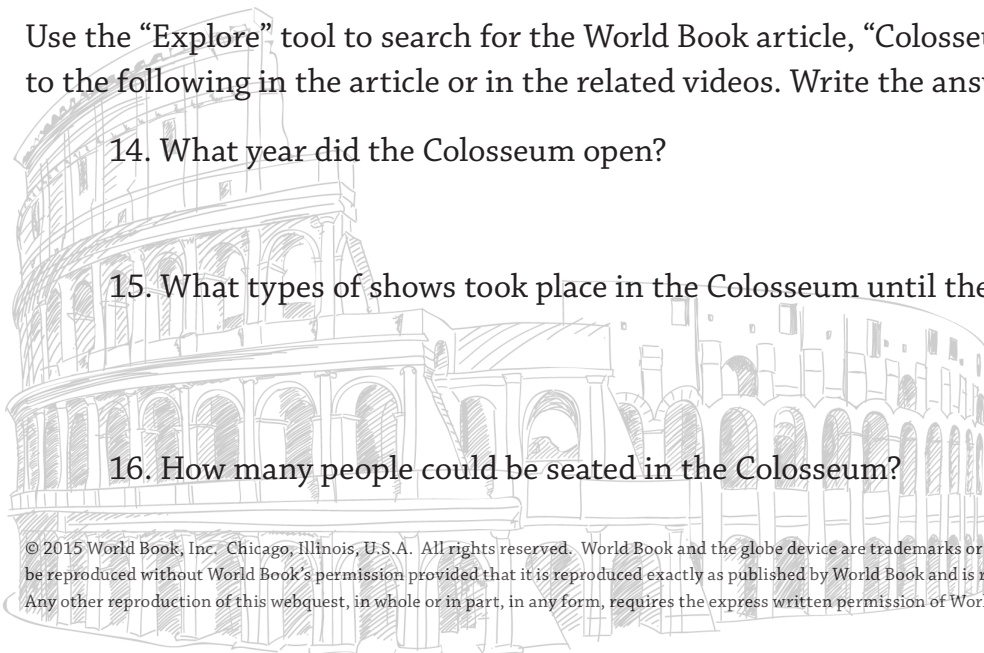 Use the “Explore” tool to search for the World Book article, “Colosseu
to the following in the article or in the related videos. Write the ans
14. What year did the Colosseum open?
15. What types of shows took place in the Colosseum until the
16. How many people could be seated in the Colosseum?
© 2015 World Book, Inc. Chicago, Illinois, U.S.A. All rights reserved. World Book and the globe device are trademarks or
be reproduced without World Book’s permission provided that it is reproduced exactly as published by World Book and is
Any other reproduction of this webquest, in whole or in part, in any form, requires the express written permission of Worl